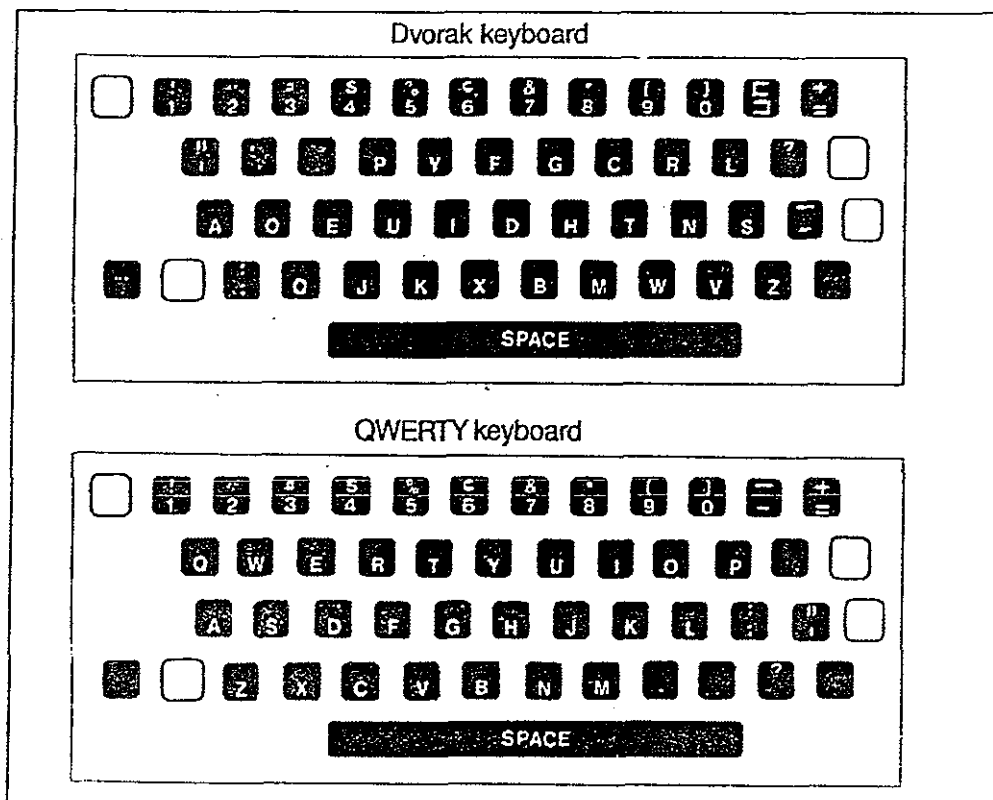 Dvorak keyboard
1 2 3 $ 4 % 5 6 & 7 * 8 9 0 + =
P Y F G C R L ?
A O E U I D H T N S
Q J K X B M W V Z
SPACE
QWERTY keyboard
1 2 # 3 $ 4 % 5 6 & 7 * 8 9 0 - + =
Q W E R T Y U I O P
A S D F G H J K L
Z X C V B N M ?
SPACE